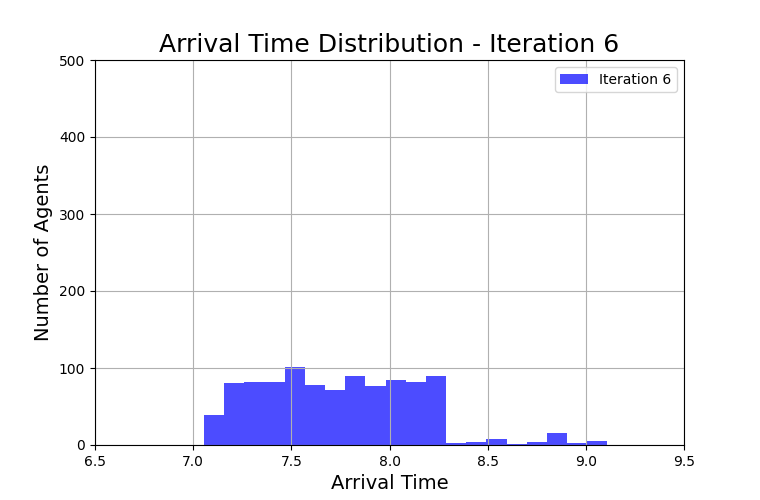 Arrival Time Distribution - Iteration 6
Iteration 6
Number of Agents
500
400
300
200
100
0
6.5 7.0 7.5 8.0 8.5 9.0 9.5
Arrival Time